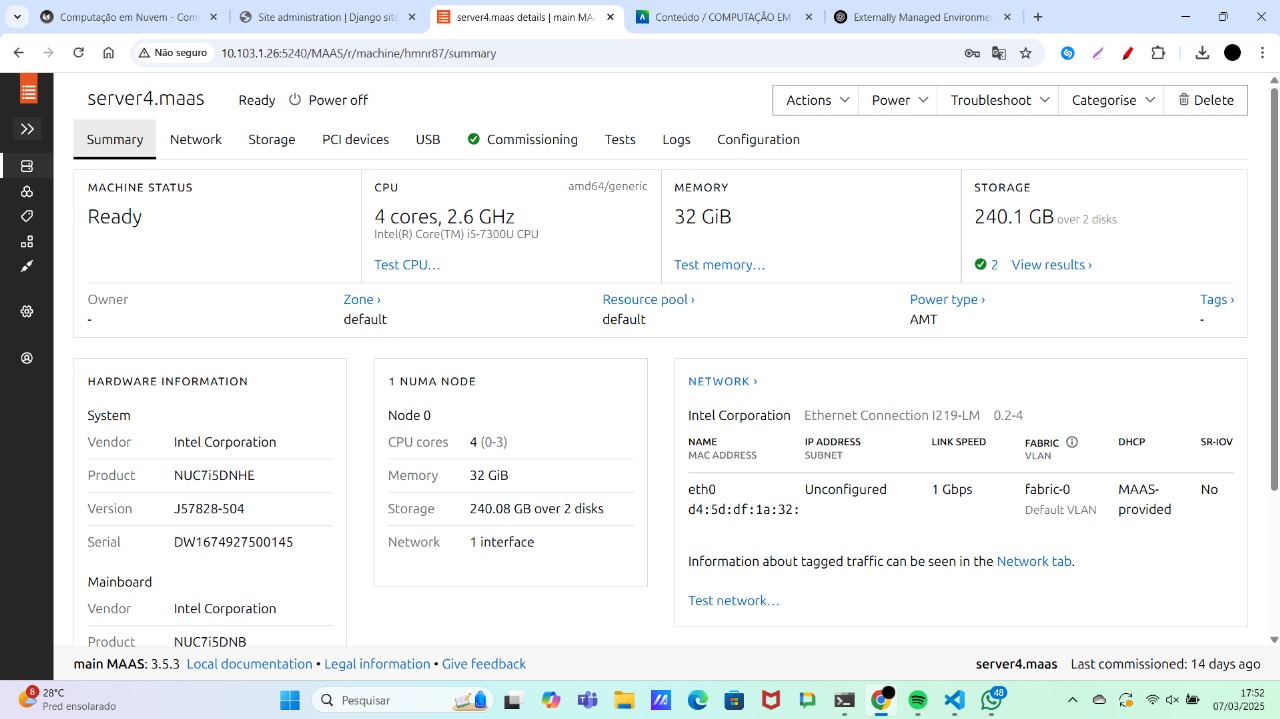 Computação em Nuvem | Comp
Site administration | Django site
server4.maas details | main MAAS
Conteúdo / COMPUTAÇÃO EM
Externally Managed Environment
Não seguro
10.103.1.26:5240/MAAS/r/machine/hmnr87/summary
server4.maas Ready Power off
Actions Power Troubleshoot Categorise Delete
Summary Network Storage PCI devices USB Commissioning Tests Logs Configuration
MACHINE STATUS
Ready
CPU amd64/generic
4 cores, 2.6 GHz
Intel(R) Core(TM) i5-7300U CPU
Test CPU…
MEMORY
32 GiB
Test memory…
STORAGE
240.1 GB over 2 disks
2 View results ›
Owner
-
Zone ›
default
Resource pool ›
default
Power type ›
AMT
Tags ›
-
HARDWARE INFORMATION
System
Vendor Intel Corporation
Product NUC7i5DNHE
Version J57828-504
Serial DW1674927500145
Mainboard
Vendor Intel Corporation
Product NUC7i5DNB
1 NUMA NODE
Node 0
CPU cores 4 (0-3)
Memory 32 GiB
Storage 240.08 GB over 2 disks
Network 1 interface
NETWORK ›
Intel Corporation Ethernet Connection I219-LM 0.2-4
NAME IP ADDRESS LINK SPEED FABRIC DHCP SR-IOV
MAC ADDRESS SUBNET VLAN
eth0 Unconfigured 1 Gbps fabric-0 MAAS- No
d4:5d:df:1a:32: Default VLAN provided
Information about tagged traffic can be seen in the Network tab.
Test network…
main MAAS: 3.5.3 Local documentation • Legal information • Give feedback
server4.maas Last commissioned: 14 days ago
8
28°C
Pred ensolarado
Pesquisar
48
17:52
07/03/2025